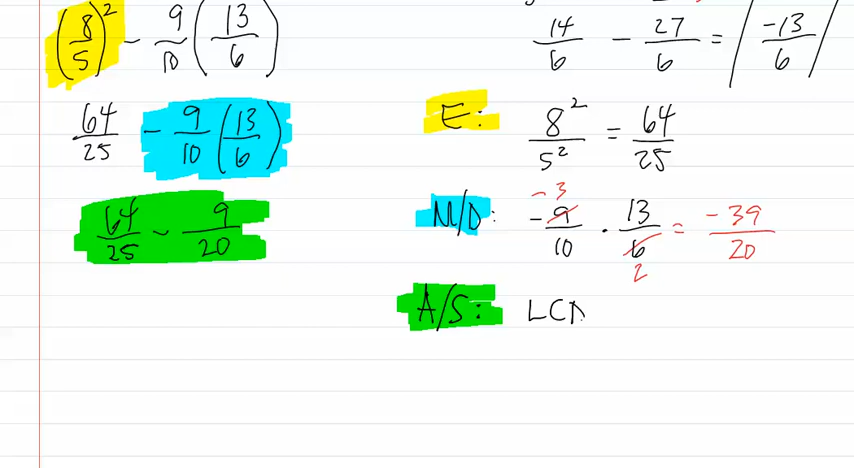 (8/5)² - 9/10 (13/6)
64/25 - 9/10 (13/6)
64/25 - 9/20
14/6 - 27/6 = | -13/6 |
E: 8²/5² = 64/25
-3
M/D: -9/10 · 13/6 = -39/20
2
A/S: LCD